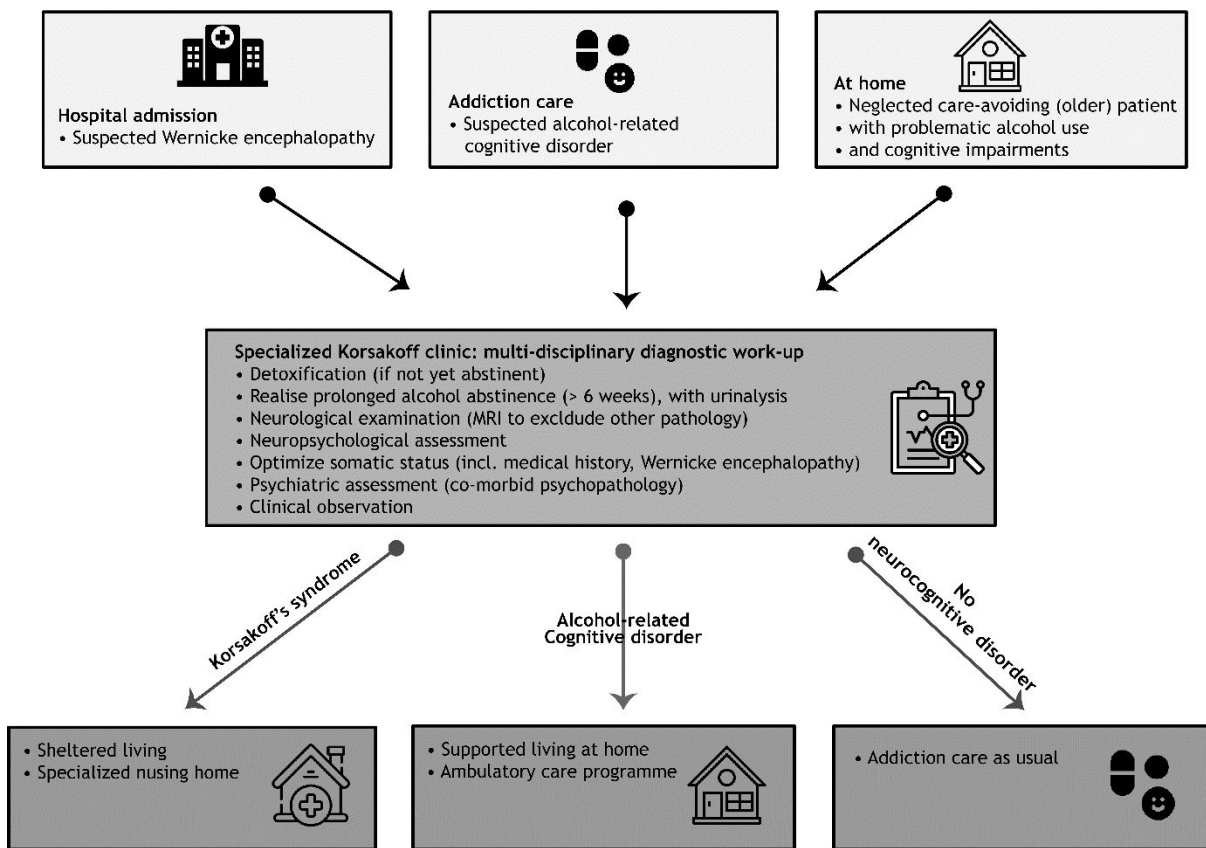 Hospital admission
• Suspected Wernicke encephalopathy
Addiction care
• Suspected alcohol-related
cognitive disorder
At home
• Neglected care-avoiding (older) patient
• with problematic alcohol use
• and cognitive impairments
Specialized Korsakoff clinic: multi-disciplinary diagnostic work-up
• Detoxification (if not yet abstinent)
• Realise prolonged alcohol abstinence (> 6 weeks), with urinalysis
• Neurological examination (MRI to excldude other pathology)
• Neuropsychological assessment
• Optimize somatic status (incl. medical history, Wernicke encephalopathy)
• Psychiatric assessment (co-morbid psychopathology)
• Clinical observation
Korsakoff's syndrome
Alcohol-related
Cognitive disorder
No
neurocognitive disorder
• Sheltered living
• Specialized nusing home
• Supported living at home
• Ambulatory care programme
• Addiction care as usual